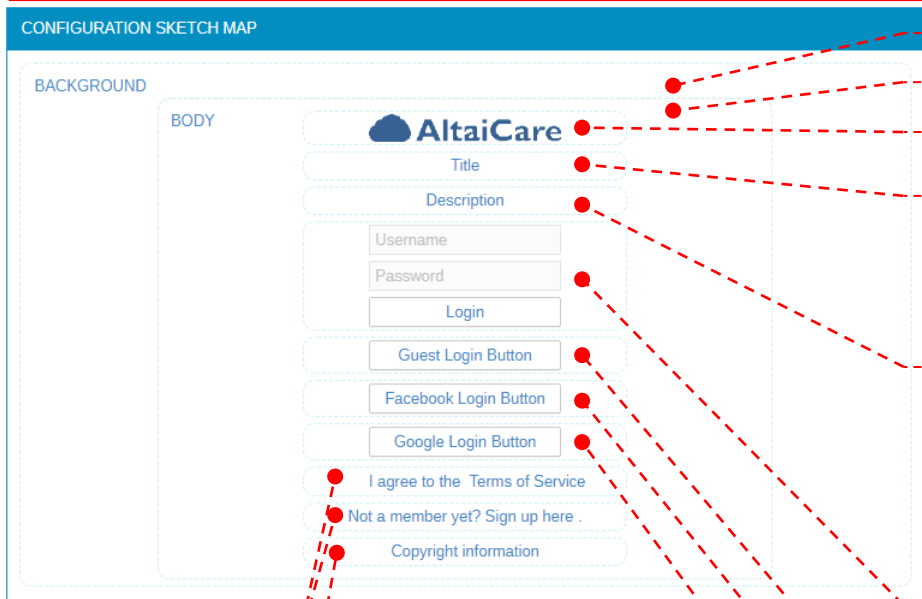 CONFIGURATION SKETCH MAP
BACKGROUND
BODY
AltaiCare
Title
Description
Username
Password
Login
Guest Login Button
Facebook Login Button
Google Login Button
I agree to the Terms of Service
Not a member yet? Sign up here .
Copyright information